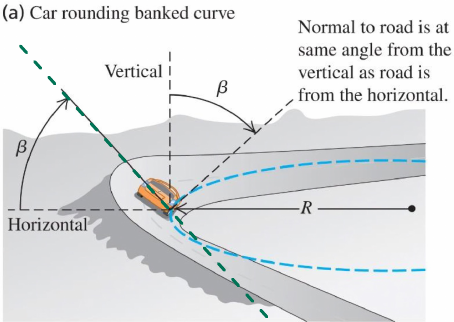 (a) Car rounding banked curve
Normal to road is at
same angle from the
vertical as road is
from the horizontal.
Vertical
β
β
R
Horizontal